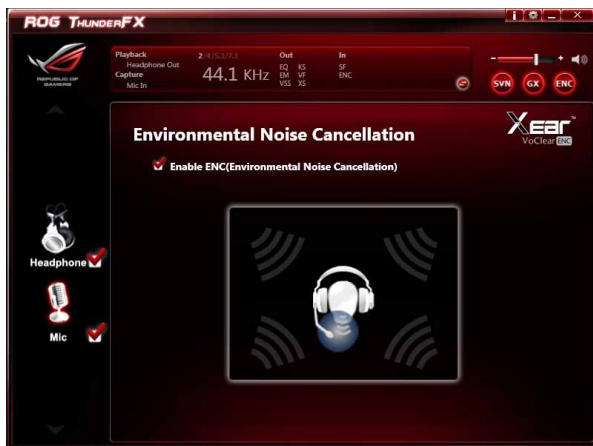 ROG THUNDERFX
REPUBLIC OF
GAMERS
Playback 2/4/5.1/7.1 Out In
Headphone Out EQ KS SF
Capture 44.1 KHz EM VF ENC
Mic In VSS XS
- +
SVN GX ENC
Environmental Noise Cancellation
Xear™
VoClear ENC
Enable ENC(Environmental Noise Cancellation)
Headphone
Mic